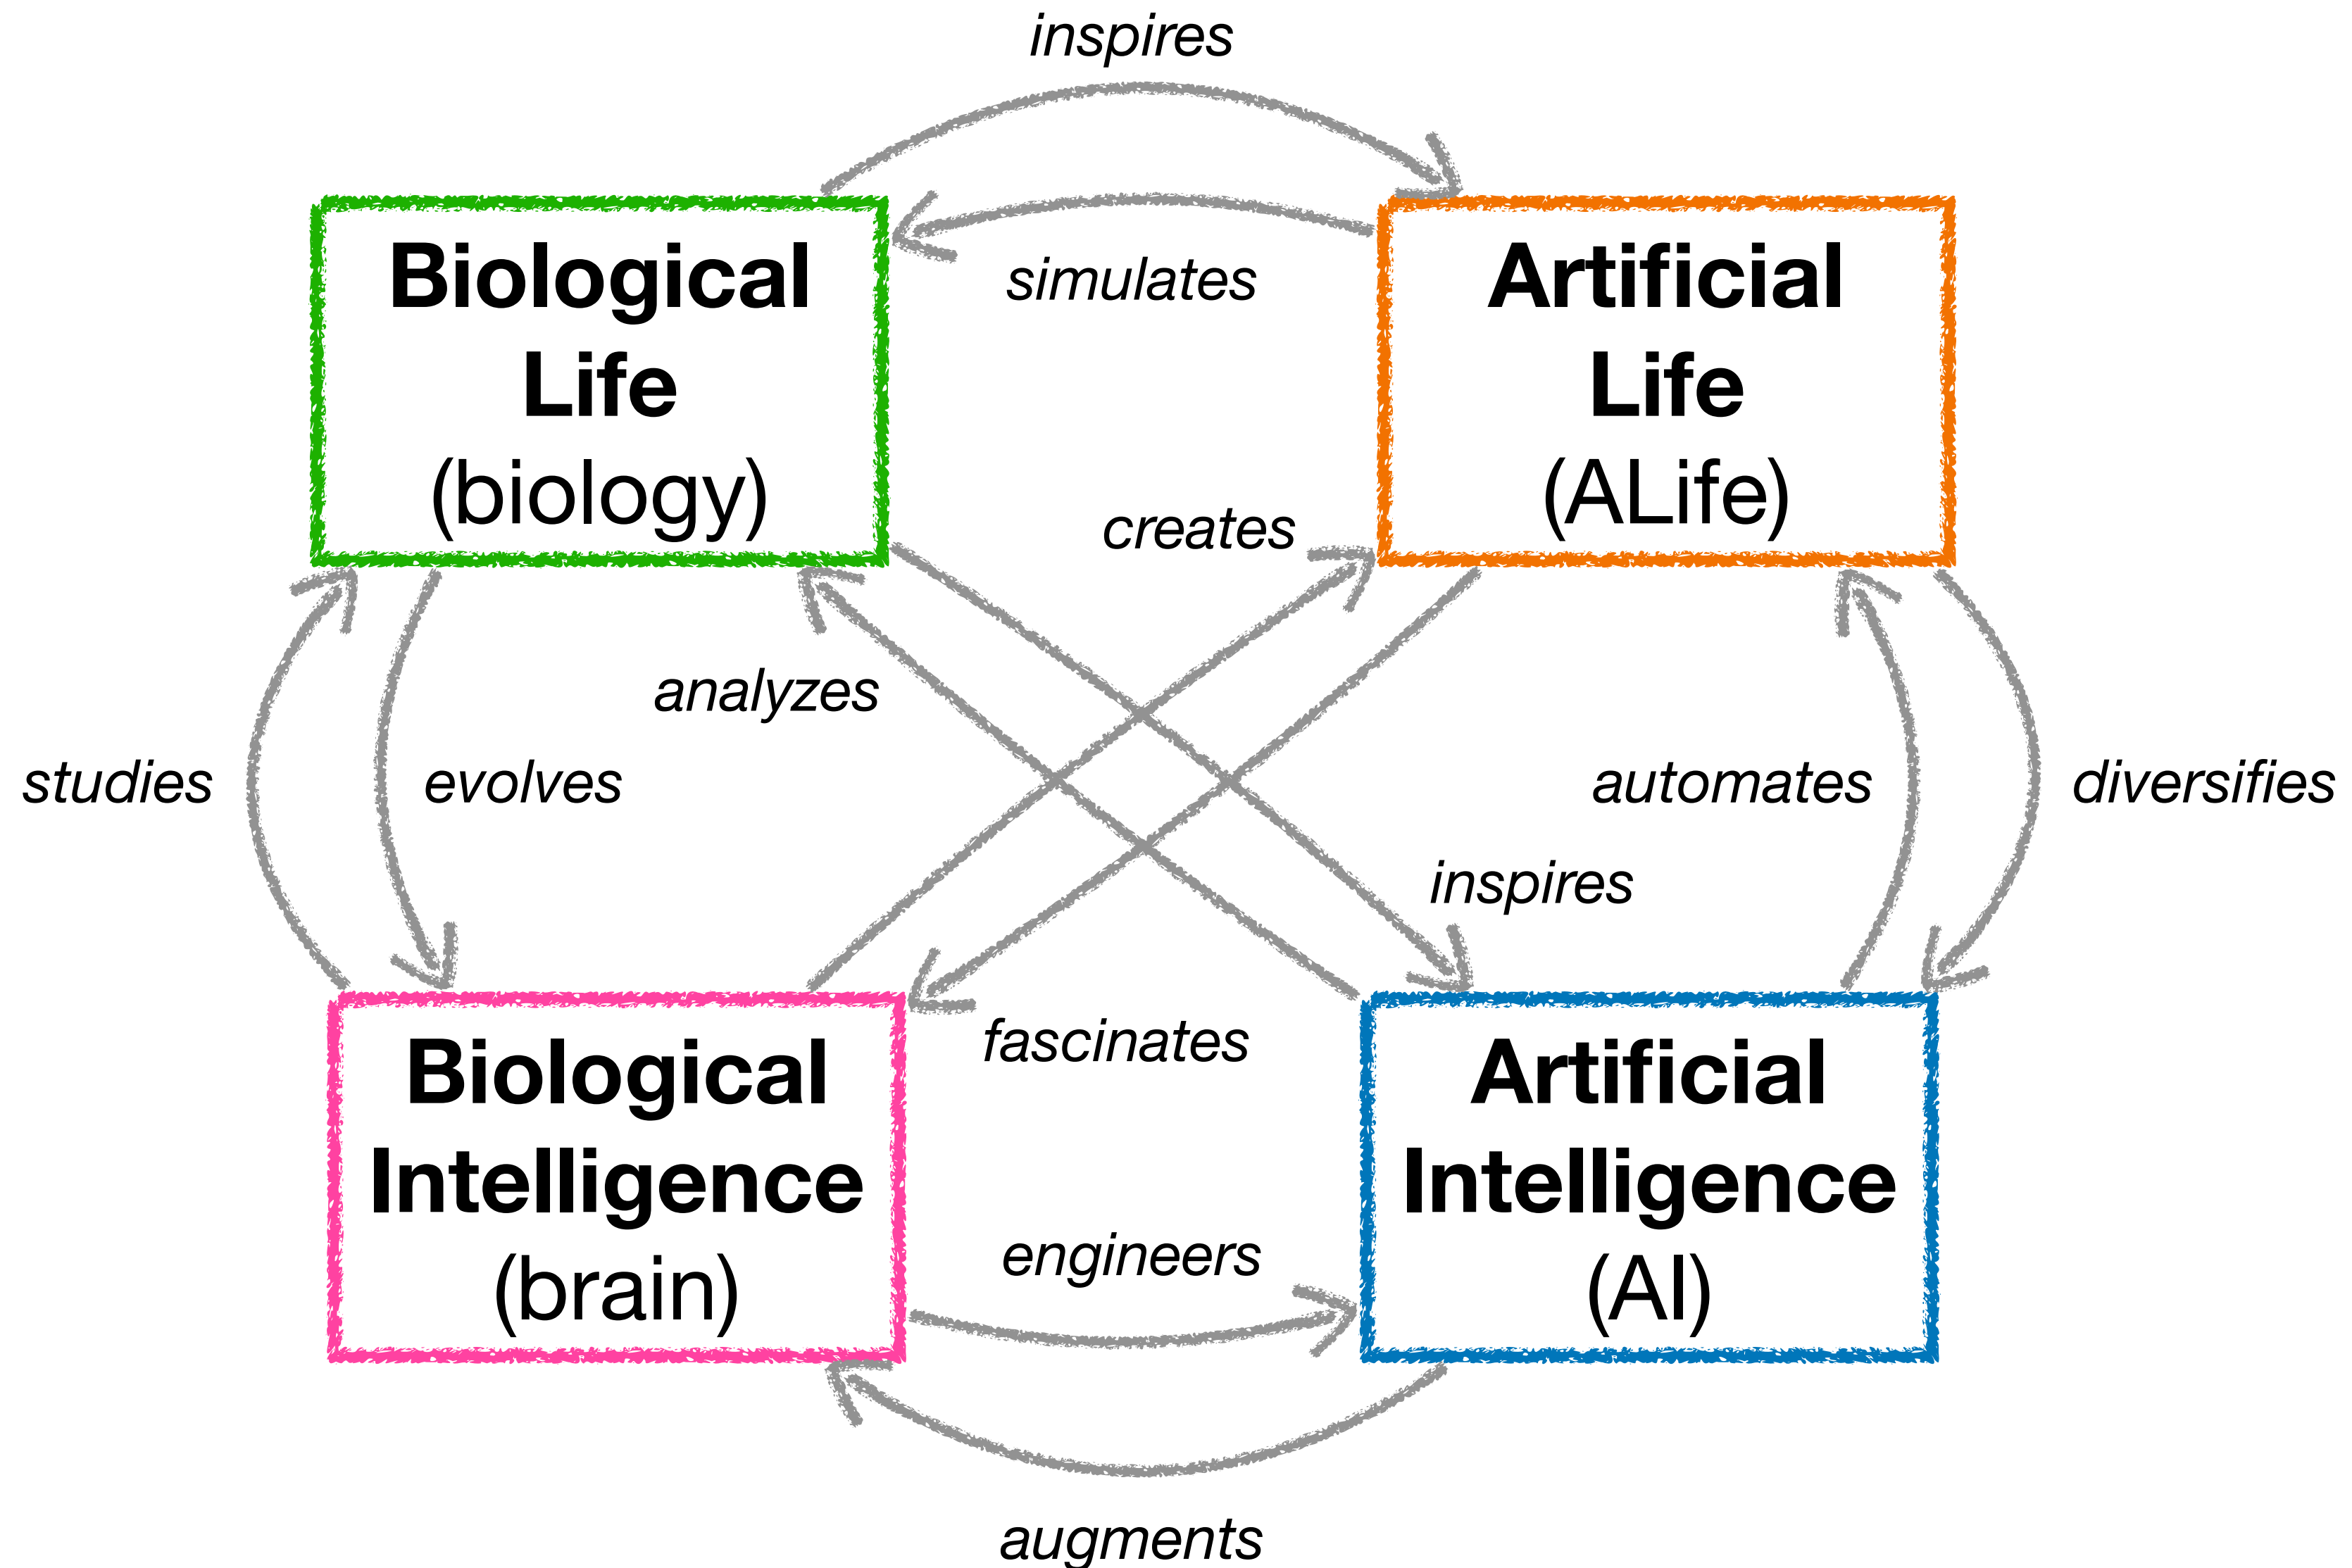 inspires
Biological
Life
(biology)
simulates
Artificial
Life
(ALife)
creates
analyzes
studies
evolves
automates
diversifies
inspires
fascinates
Biological
Intelligence
(brain)
engineers
Artificial
Intelligence
(AI)
augments